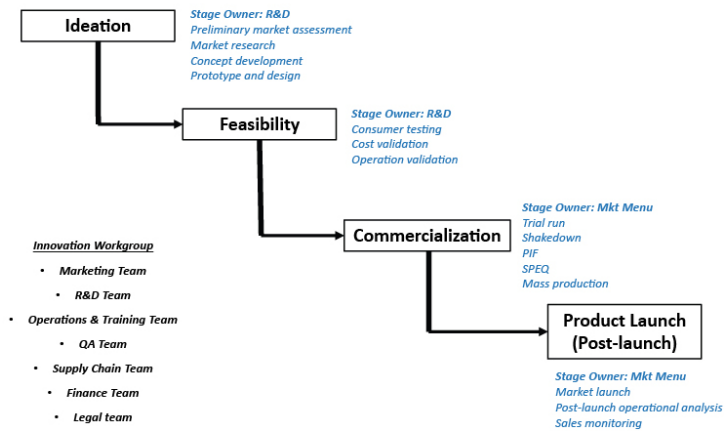 Ideation
Stage Owner: R&D
Preliminary market assessment
Market research
Concept development
Prototype and design
Feasibility
Stage Owner: R&D
Consumer testing
Cost validation
Operation validation
Commercialization
Stage Owner: Mkt Menu
Trial run
Shakedown
PIF
SPEQ
Mass production
Product Launch
(Post-launch)
Stage Owner: Mkt Menu
Market launch
Post-launch operational analysis
Sales monitoring
Innovation Workgroup
• Marketing Team
• R&D Team
• Operations & Training Team
• QA Team
• Supply Chain Team
• Finance Team
• Legal team